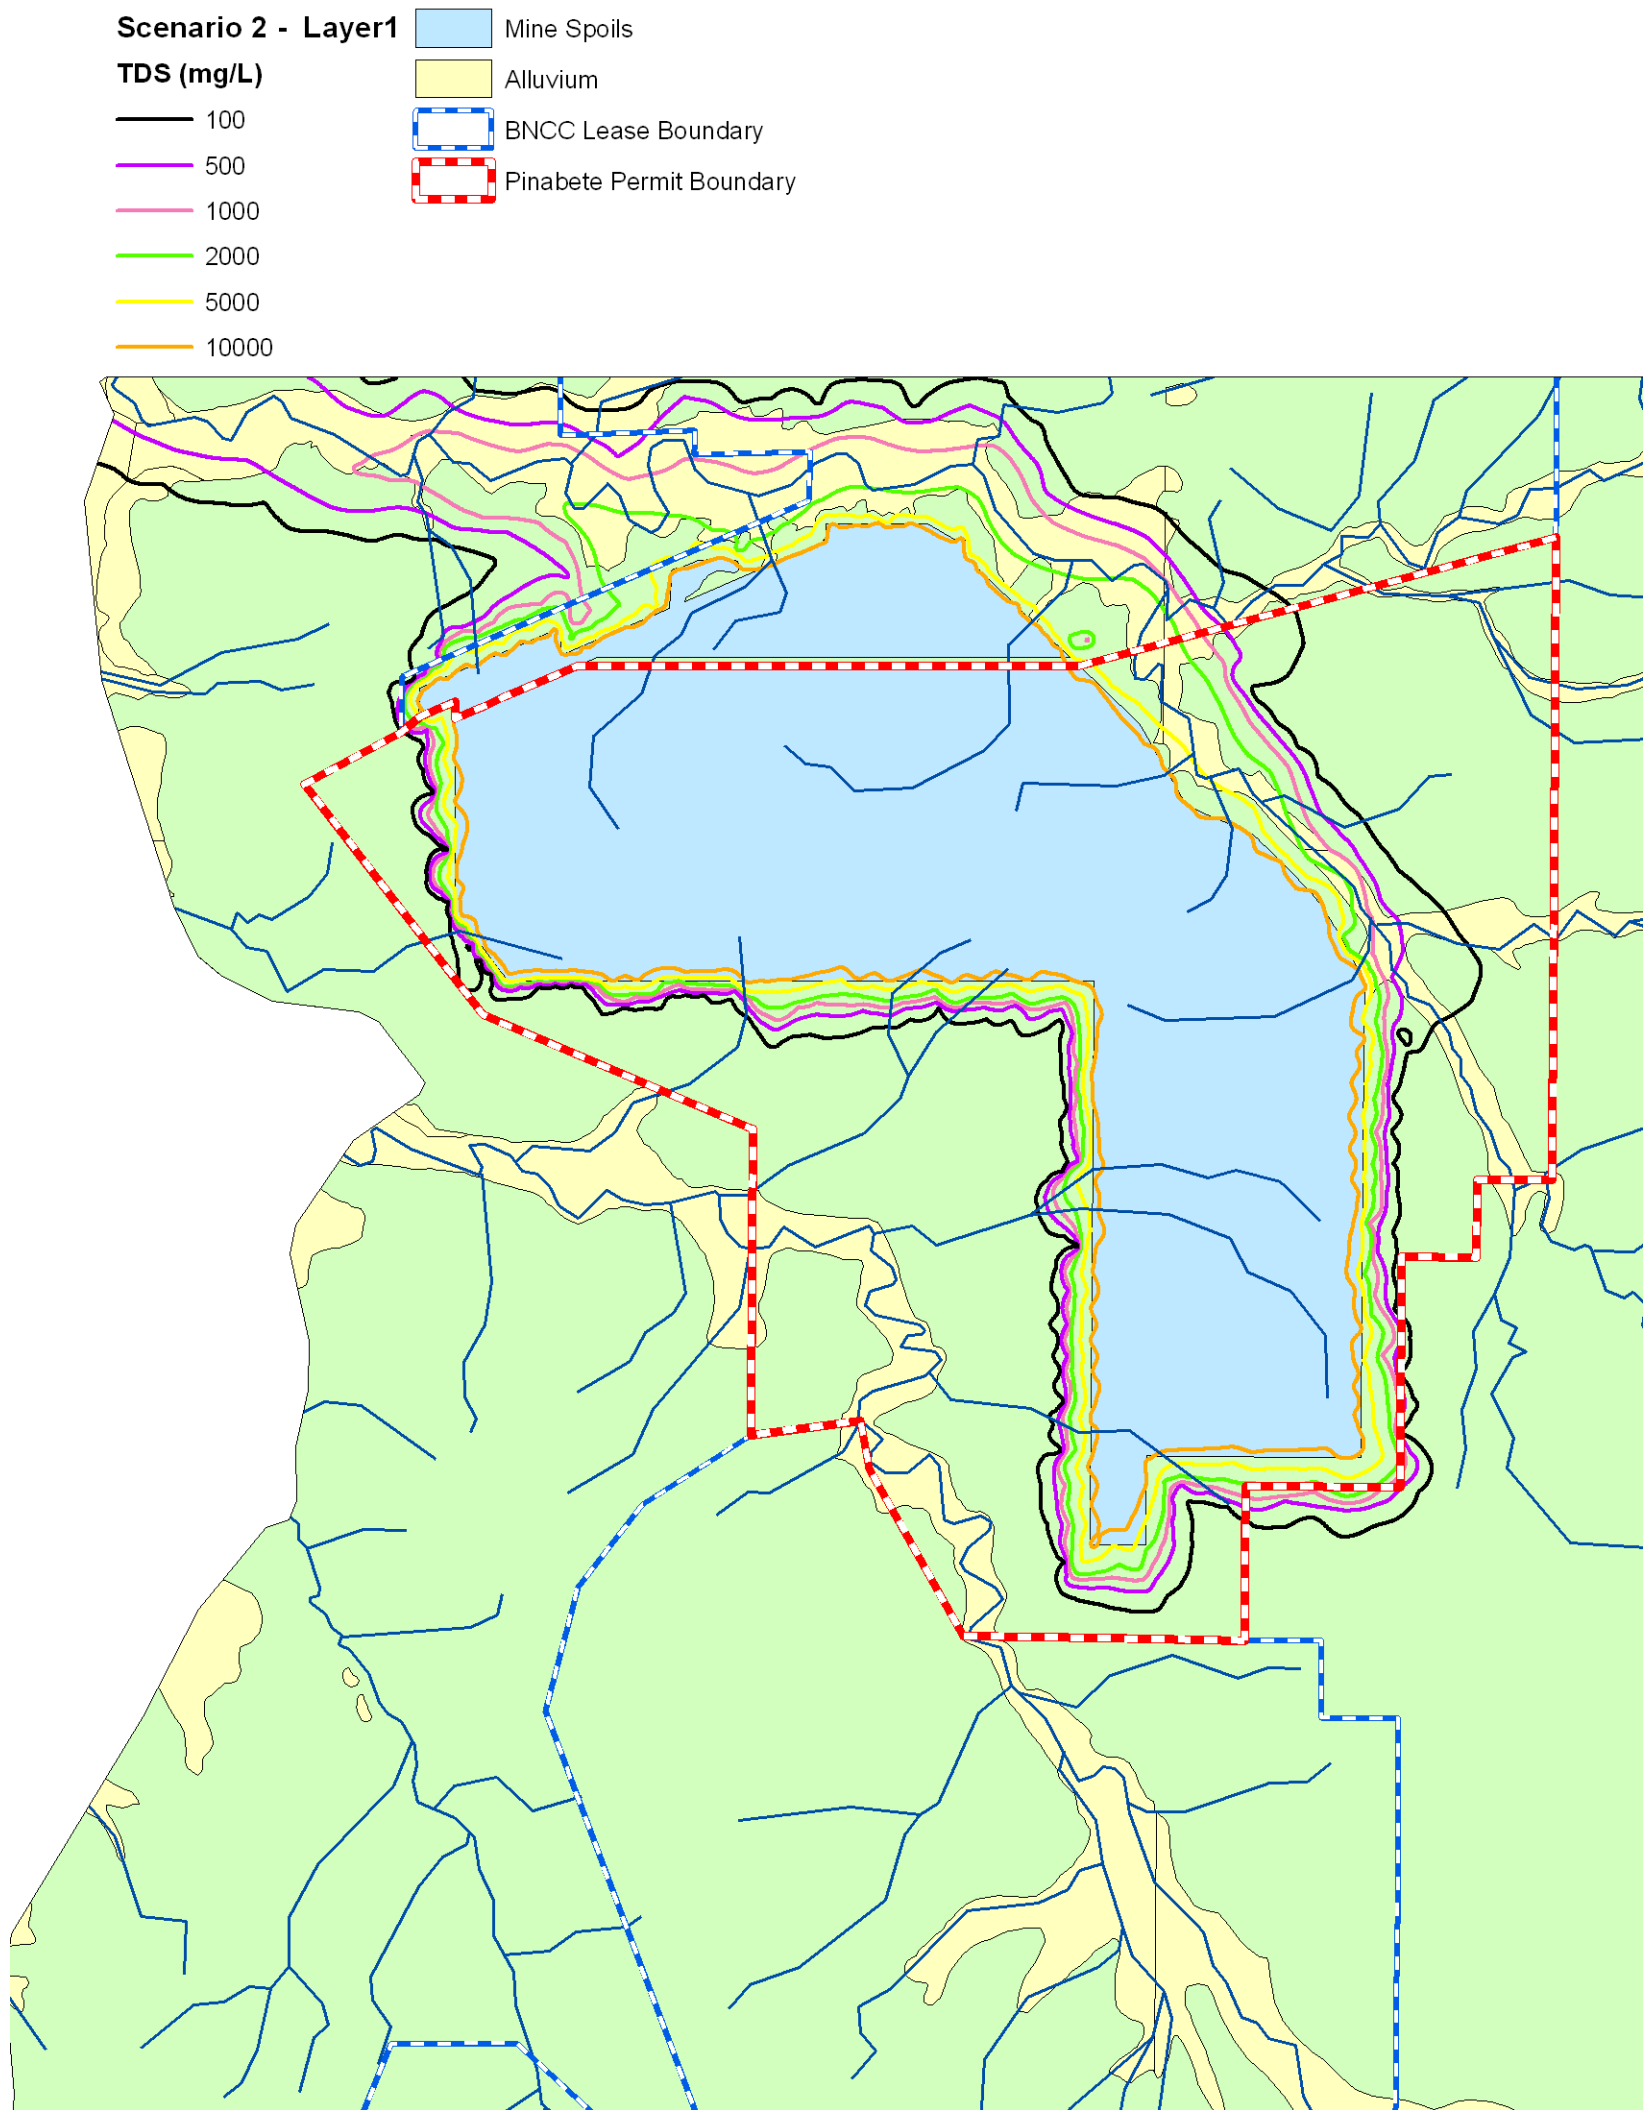 Scenario 2 - Layer1
TDS (mg/L)
100
500
1000
2000
5000
10000
Mine Spoils
Alluvium
BNCC Lease Boundary
Pinabete Permit Boundary